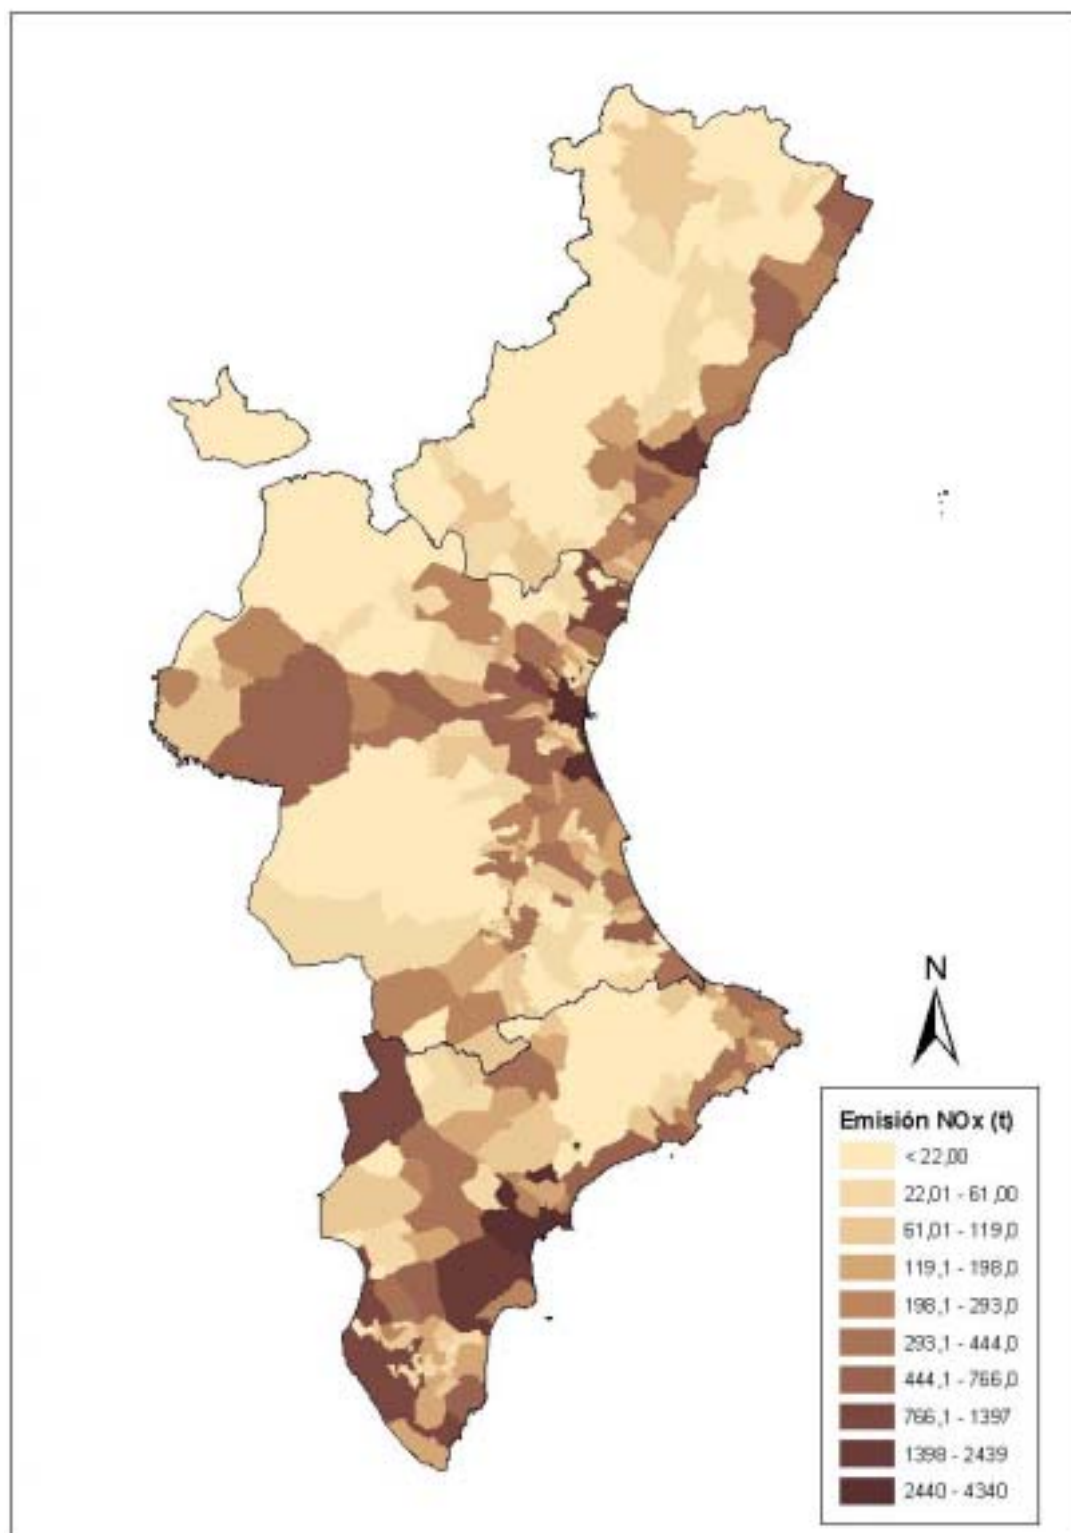 N
Emisión NOx (t)
< 22,00
22,01 - 61,00
61,01 - 119,0
119,1 - 198,0
198,1 - 293,0
293,1 - 444,0
444,1 - 766,0
766,1 - 1397
1398 - 2439
2440 - 4340